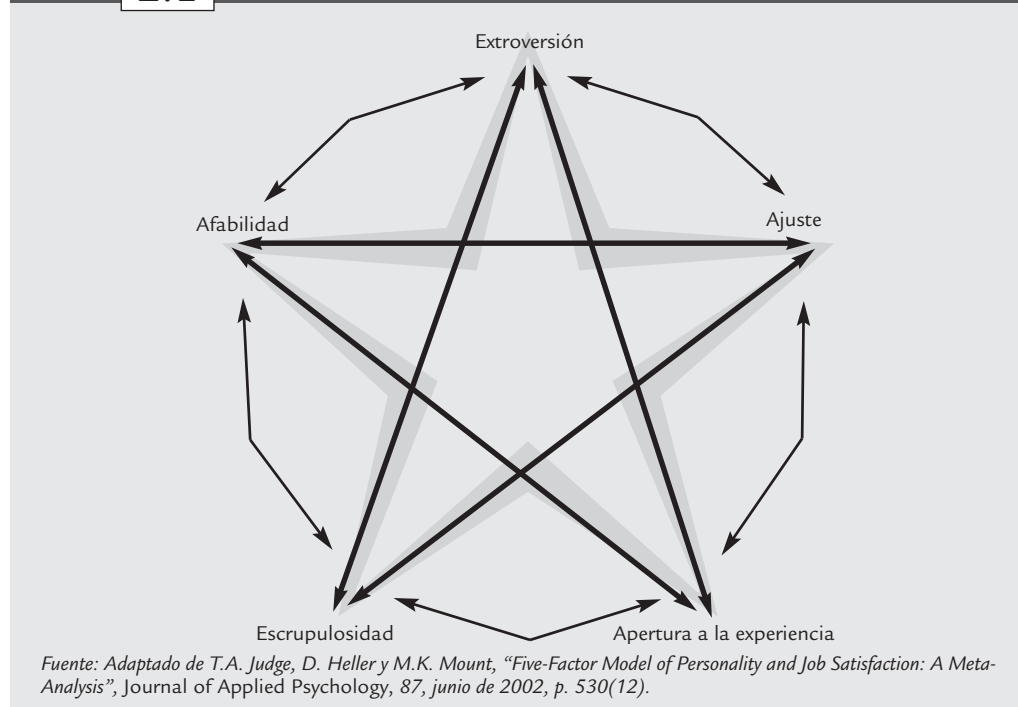 Extroversión
Afabilidad
Ajuste
Escrupulosidad
Apertura a la experiencia
Fuente: Adaptado de T.A. Judge, D. Heller y M.K. Mount, “Five-Factor Model of Personality and Job Satisfaction: A Meta-
Analysis”, Journal of Applied Psychology, 87, junio de 2002, p. 530(12).